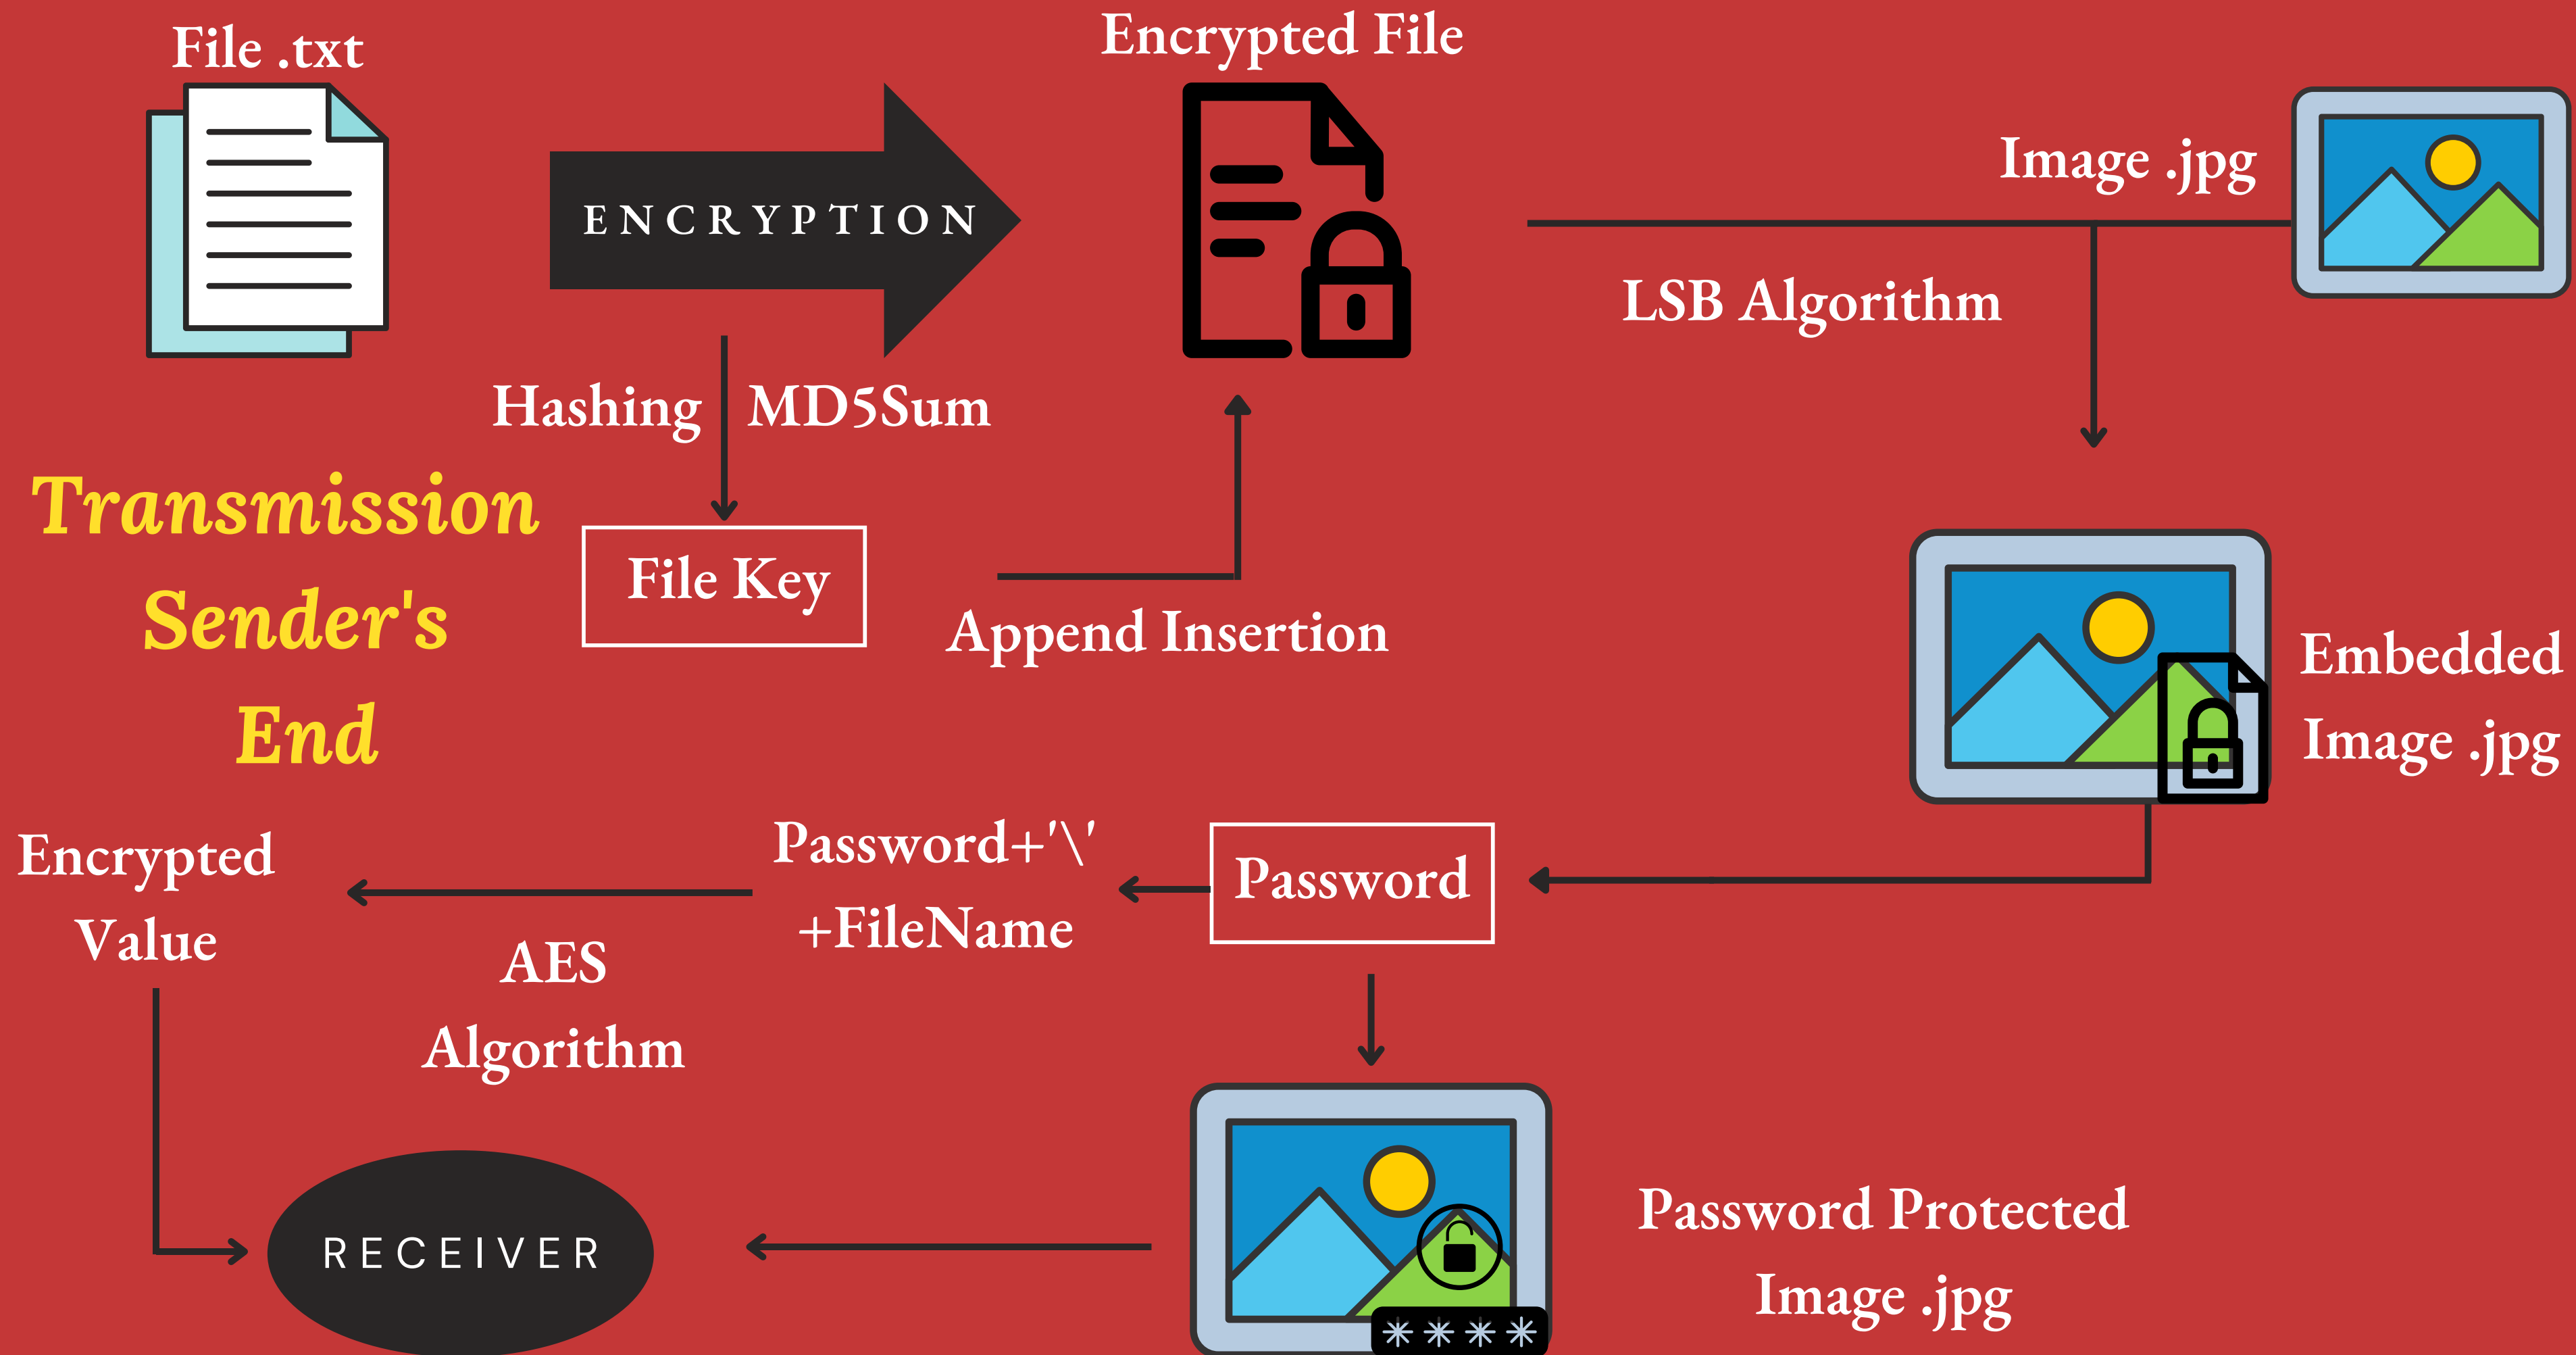 File .txt
ENCRYPTION
Encrypted File
Image .jpg
LSB Algorithm
Hashing
MD5Sum
File Key
Append Insertion
Transmission
Sender's
End
Embedded
Image .jpg
Password
Password+'\'
+FileName
AES
Algorithm
Encrypted
Value
Password Protected
Image .jpg
RECEIVER